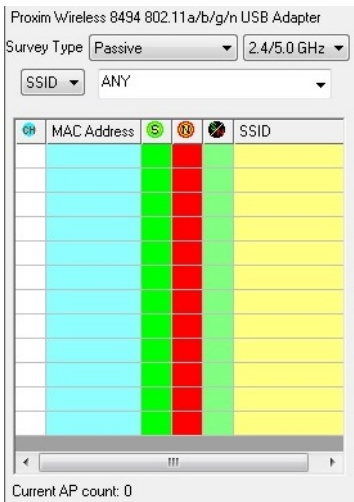 Proxim Wireless 8494 802.11a/b/g/n USB Adapter
Survey Type Passive 2.4/5.0 GHz
SSID ANY
CH MAC Address S N SSID
Current AP count: 0